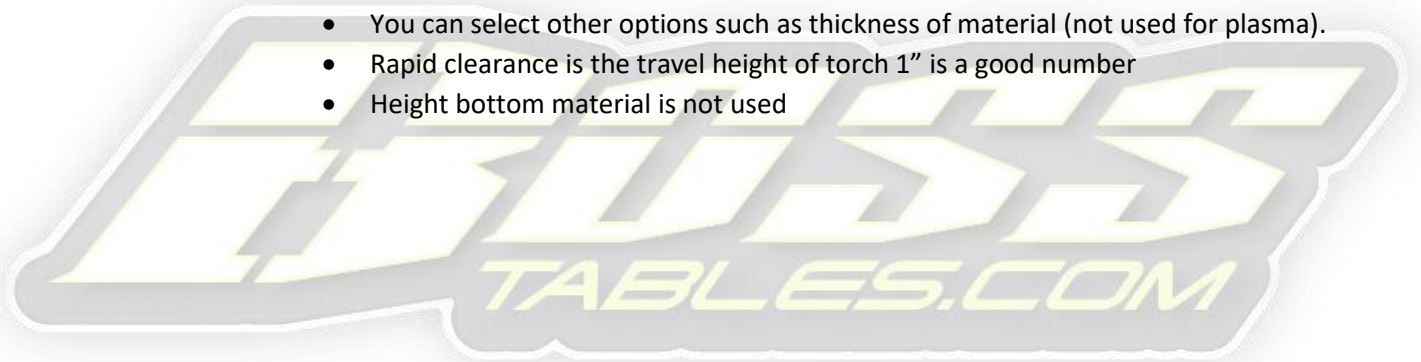 • You can select other options such as thickness of material (not used for plasma).
• Rapid clearance is the travel height of torch 1” is a good number
• Height bottom material is not used
BOSS
TABLES.COM